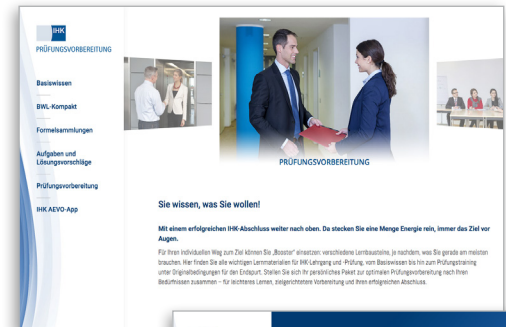 IHK
PRÜFUNGSVORBEREITUNG
Basiswissen
BWL-Kompakt
Formelsammlungen
Aufgaben und
Lösungsvorschläge
Prüfungsvorbereitung
IHK AEVO-App
PRÜFUNGSVORBEREITUNG
Sie wissen, was Sie wollen!
Mit einem erfolgreichen IHK-Abschluss weiter nach oben. Da stecken Sie eine Menge Energie rein, immer das Ziel vor
Augen.
Für Ihren individuellen Weg zum Ziel können Sie „Booster“ einsetzen: verschiedene Lernbausteine, je nachdem, was Sie gerade am meisten
brauchen. Hier finden Sie alle wichtigen Lernmaterialien für IHK-Lehrgang und -Prüfung, vom Basiswissen bis hin zum Prüfungstraining
unter Originalbedingungen für den Endspurt. Stellen Sie sich Ihr persönliches Paket zur optimalen Prüfungsvorbereitung nach Ihren
Bedürfnissen zusammen – für leichteres Lernen, zielgerichtetere Vorbereitung und Ihren erfolgreichen Abschluss.